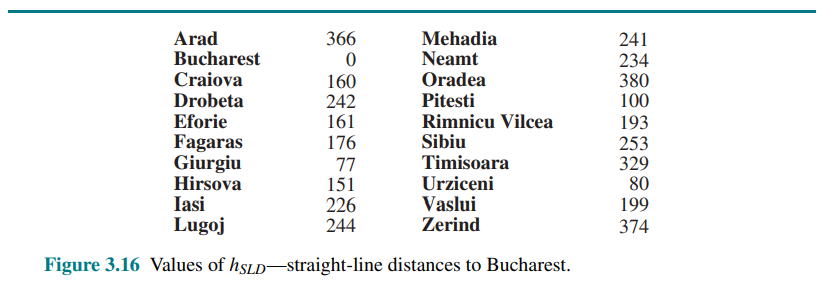 Arad 366 Mehadia 241
Bucharest 0 Neamt 234
Craiova 160 Oradea 380
Drobeta 242 Pitesti 100
Eforie 161 Rimnicu Vilcea 193
Fagaras 176 Sibiu 253
Giurgiu 77 Timisoara 329
Hirsova 151 Urziceni 80
Iasi 226 Vaslui 199
Lugoj 244 Zerind 374
Figure 3.16 Values of hSLD—straight-line distances to Bucharest.